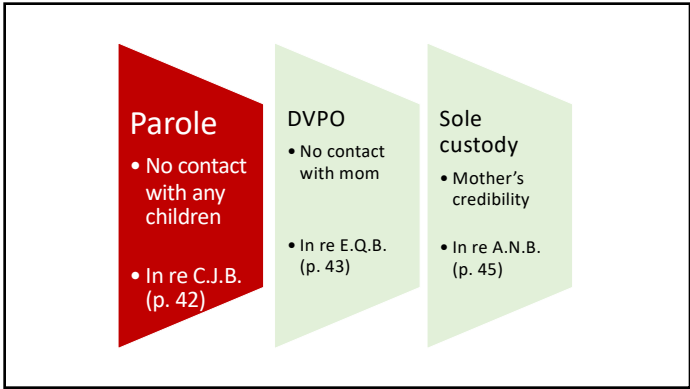 Parole
• No contact
with any
children
• In re C.J.B.
(p. 42)
DVPO
• No contact
with mom
• In re E.Q.B.
(p. 43)
Sole
custody
• Mother’s
credibility
• In re A.N.B.
(p. 45)